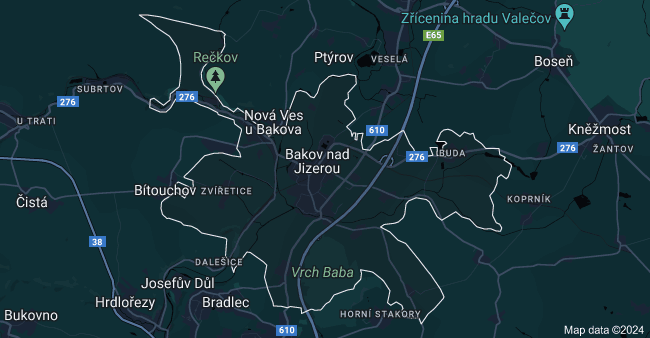 Zřícenina hradu Valečov
E65
Rečkov
Ptýrov
VESELÁ
Boseň
SUBRTOV
276
276
U TRATI
Nová Ves
u Bakova
610
Kněžmost
276
276
BUDA
ŽANTOV
Bakov nad
Jizerou
Bítouchov
ZVÍŘETICE
KOPRNÍK
Čistá
38
DALEŠICE
Vrch Baba
Josefův Důl
Hrdlořezy
Bradlec
HORNÍ STAKORY
Bukovno
610
Map data ©2024